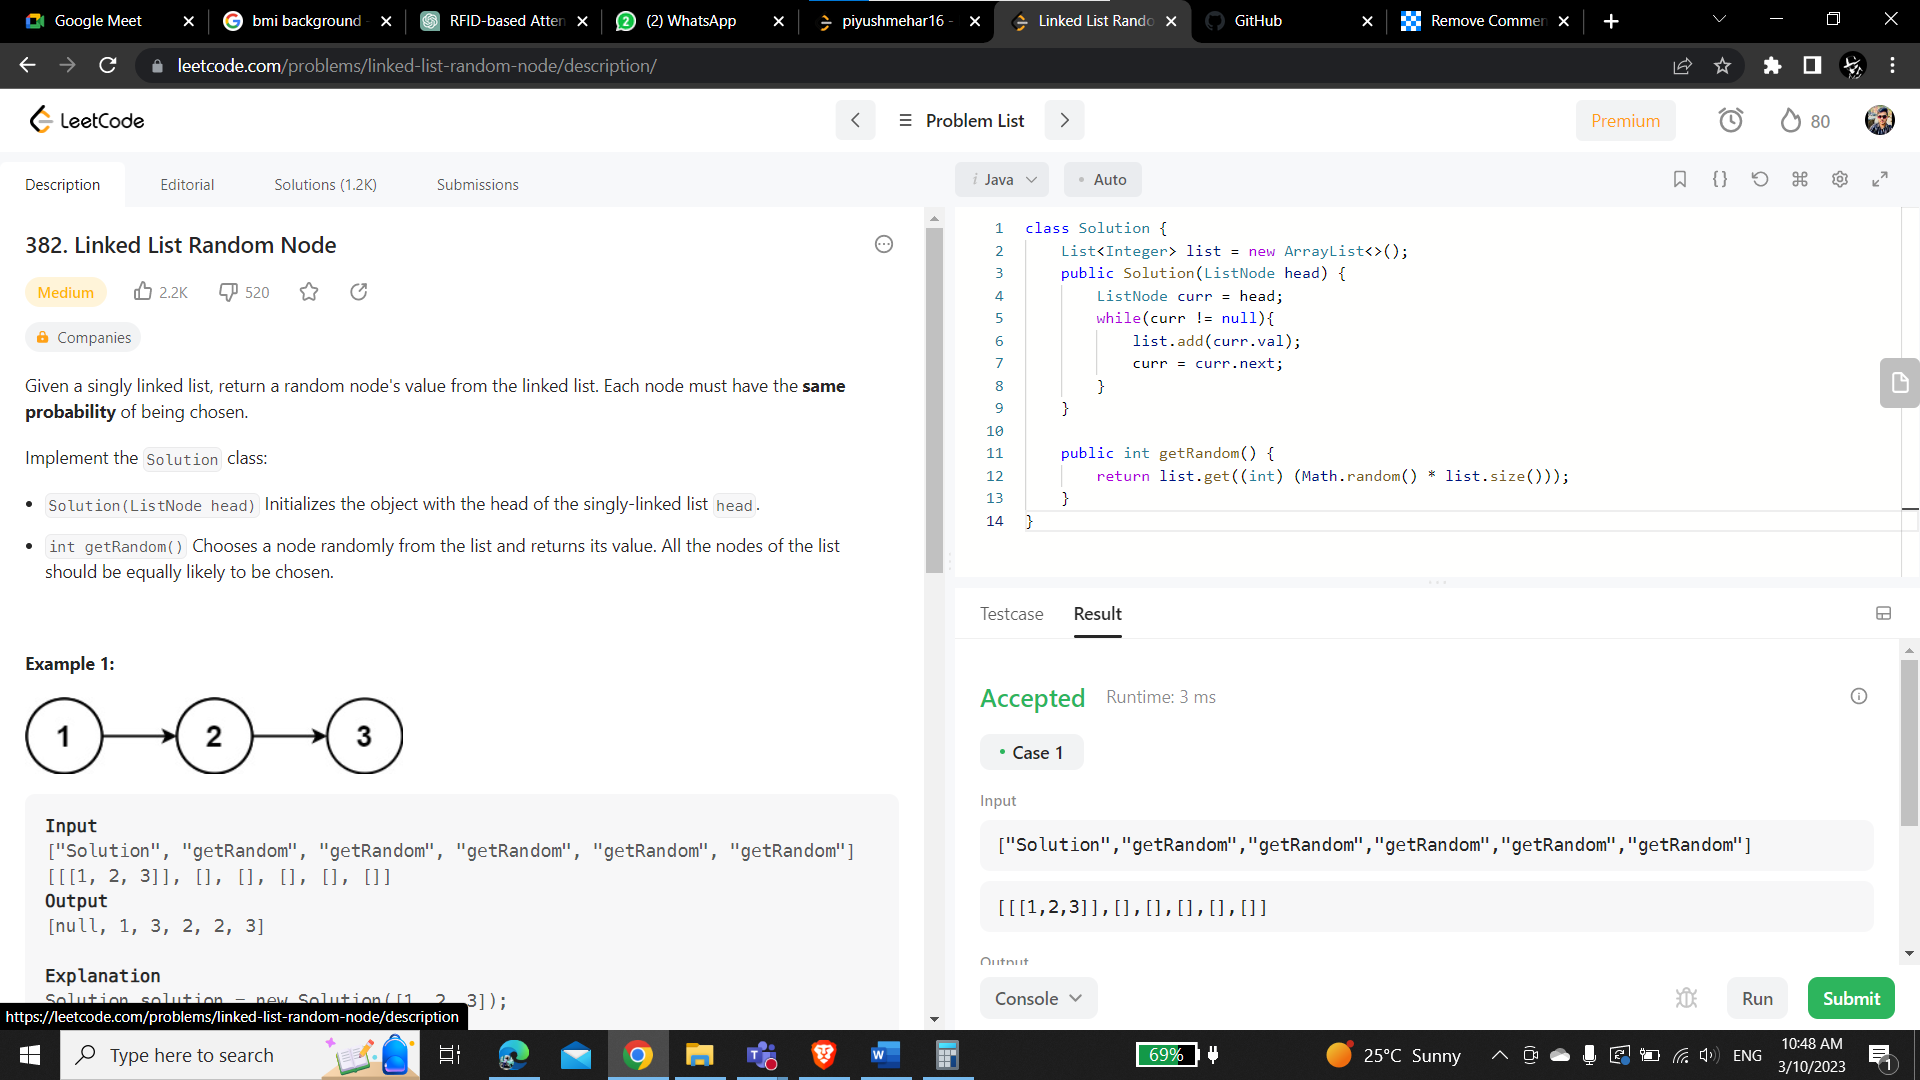 Google Meet
bmi background
RFID-based Atten
(2) WhatsApp
piyushmehar16 -
Linked List Rando
GitHub
Remove Commen
leetcode.com/problems/linked-list-random-node/description/
LeetCode
Problem List
Premium
80
Description
Editorial
Solutions (1.2K)
Submissions
i Java
• Auto
382. Linked List Random Node
Medium
2.2K
520
Companies
Given a singly linked list, return a random node's value from the linked list. Each node must have the same
probability of being chosen.
Implement the Solution class:
• Solution(ListNode head) Initializes the object with the head of the singly-linked list head.
• int getRandom() Chooses a node randomly from the list and returns its value. All the nodes of the list
should be equally likely to be chosen.
Example 1:
1 2 3
Input
["Solution", "getRandom", "getRandom", "getRandom", "getRandom", "getRandom"]
[[[1, 2, 3]], [], [], [], [], []]
Output
[null, 1, 3, 2, 2, 3]
Explanation
Solution solution = new Solution([1, 2, 3]);
https://leetcode.com/problems/linked-list-random-node/description
1 class Solution {
2 List<Integer> list = new ArrayList<>();
3 public Solution(ListNode head) {
4 ListNode curr = head;
5 while(curr != null){
6 list.add(curr.val);
7 curr = curr.next;
8 }
9 }
10
11 public int getRandom() {
12 return list.get((int) (Math.random() * list.size()));
13 }
14 }
Testcase
Result
Accepted
Runtime: 3 ms
• Case 1
Input
["Solution","getRandom","getRandom","getRandom","getRandom","getRandom"]
[[[1,2,3]],[],[],[],[],[]]
Output
Console
Run
Submit
Type here to search
69%
25°C Sunny
ENG
10:48 AM
3/10/2023
1